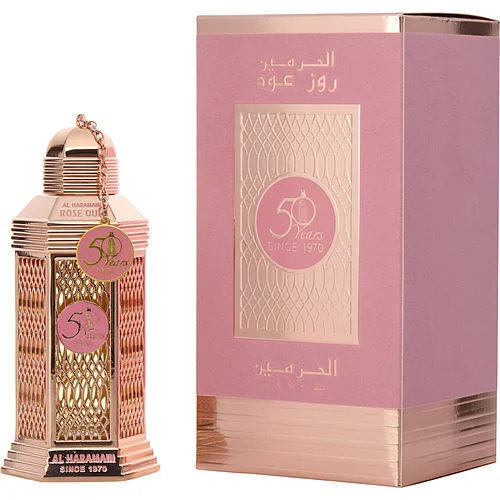 AL HARAMAIN
ROSE OUD
50
Years
50
Years
AL HARAMAIN
SINCE 1970
الحرمين
روز عود
50
Years
SINCE 1970
الحرمين